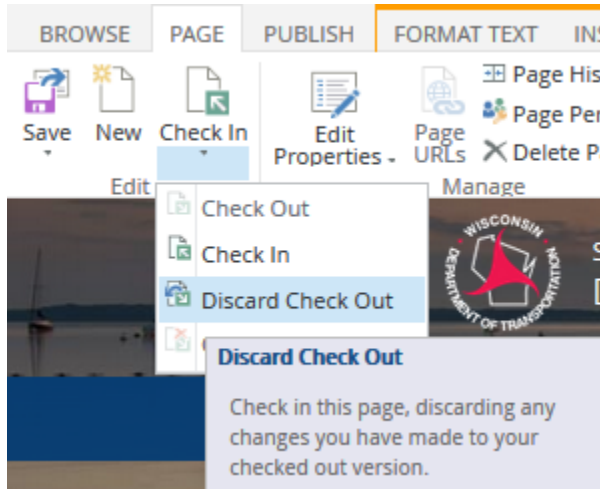 BROWSE PAGE PUBLISH FORMAT TEXT INS
Save New Check In Edit Properties Page URLs
Page His
Page Per
Delete P
Edit Manage
Check Out
Check In
Discard Check Out
WISCONSIN
DEPARTMENT OF TRANSPORTATION
Discard Check Out
Check in this page, discarding any
changes you have made to your
checked out version.